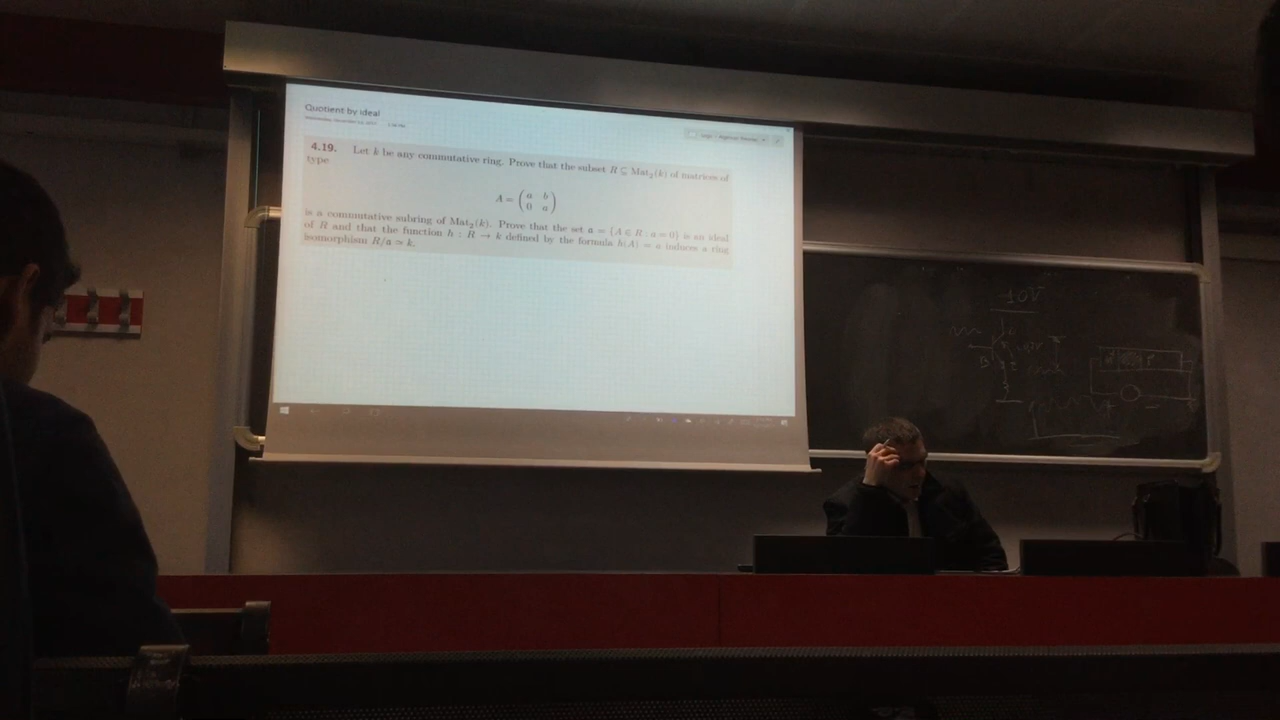 Quotient by ideal
4.19. Let k be any commutative ring. Prove that the subset R ⊆ Mat₂(k) of matrices of
type
A = ( a b
0 a )
is a commutative subring of Mat₂(k). Prove that the set 𝔞 = {A ∈ R : a = 0} is an ideal
of R and that the function h : R → k defined by the formula h(A) = a induces a ring
isomorphism R/𝔞 ≃ k.
10V